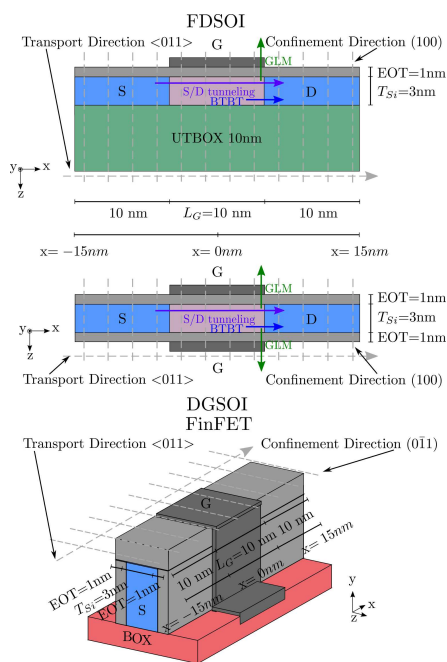 FDSOI
Transport Direction <011>
G
Confinement Direction (100)
GLM
EOT=1nm
S
S/D tunneling
D
T_Si=3nm
BTBT
UTBOX 10nm
y
x
z
10 nm
L_G=10 nm
10 nm
x= −15nm
x= 0nm
x= 15nm
G
EOT=1nm
S
S/D tunneling
D
T_Si=3nm
BTBT
EOT=1nm
GLM
y
x
z
Transport Direction <011>
G
Confinement Direction (100)
DGSOI
FinFET
Transport Direction <011>
Confinement Direction (01̄1)
G
10 nm L_G=10 nm 10 nm
x= −15nm
x= 0nm
x= 15nm
EOT=1nm
T_Si=3nm
EOT=1nm
S
BOX
y
x
z